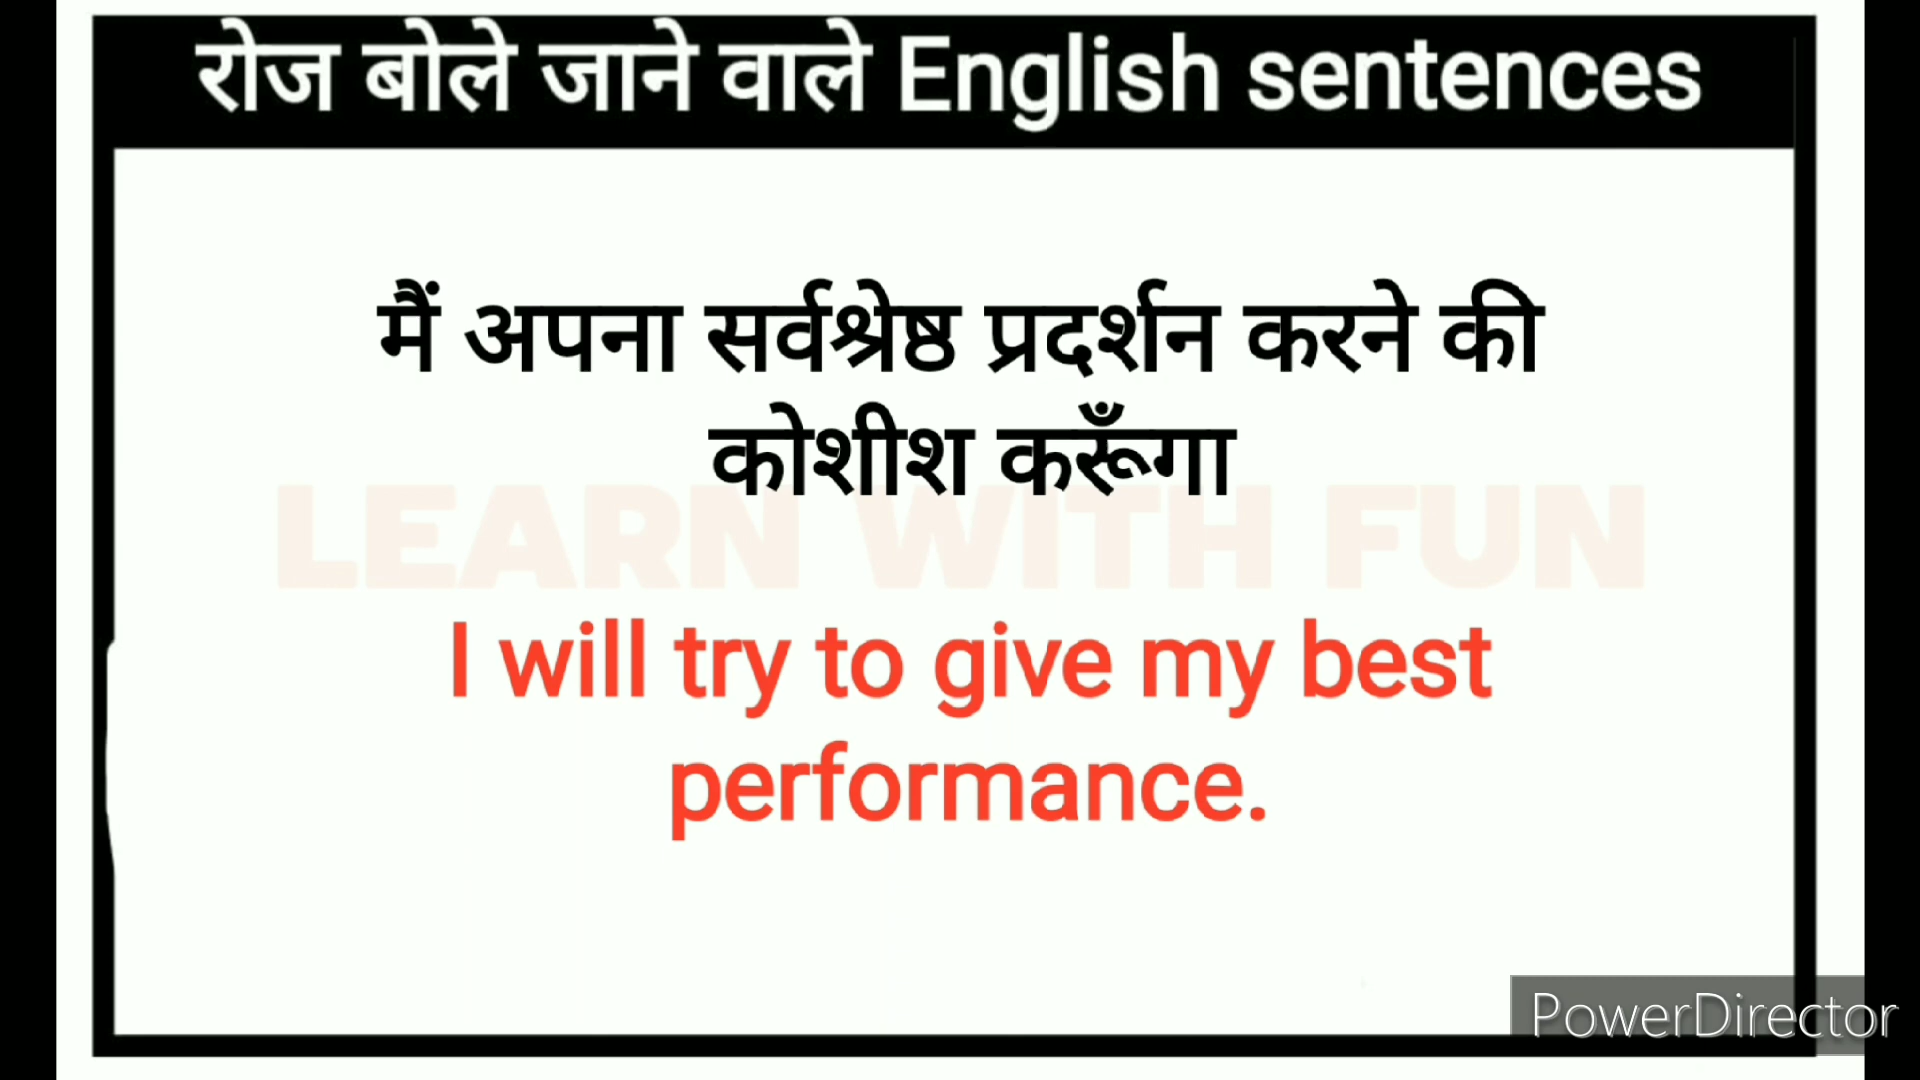 रोज बोले जाने वाले English sentences
मैं अपना सर्वश्रेष्ठ प्रदर्शन करने की
कोशीश करूँगा
LEARN WITH FUN
I will try to give my best
performance.
PowerDirector